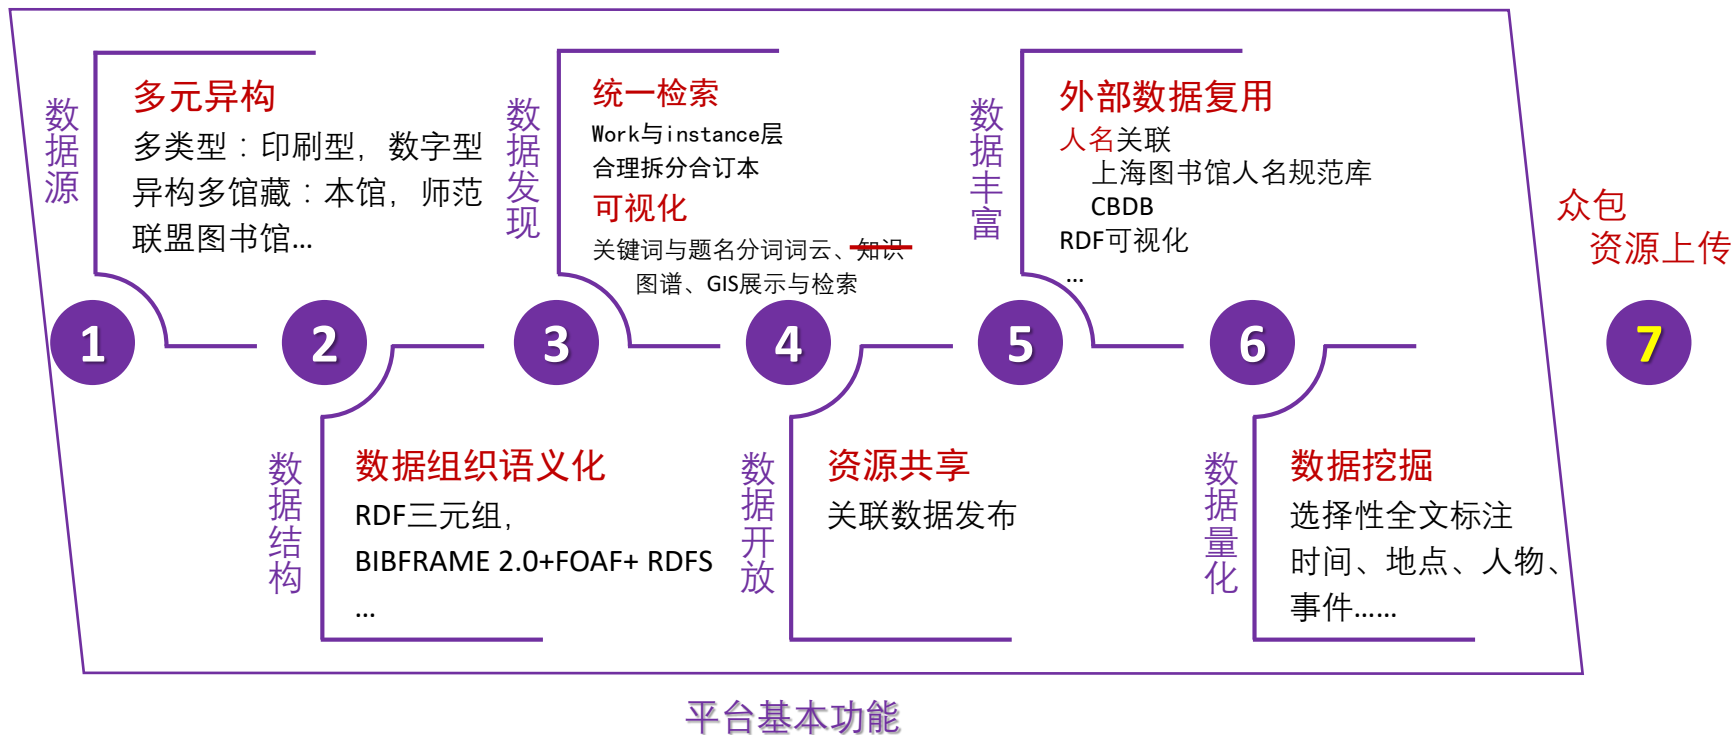 数据源
多元异构
多类型：印刷型，数字型
异构多馆藏：本馆，师范
联盟图书馆...
1
数据结构
数据组织语义化
RDF三元组，
BIBFRAME 2.0+FOAF+ RDFS
...
2
数据发现
统一检索
Work与instance层
合理拆分合订本
可视化
关键词与题名分词词云、知识
图谱、GIS展示与检索
3
数据开放
资源共享
关联数据发布
4
数据丰富
外部数据复用
人名关联
上海图书馆人名规范库
CBDB
RDF可视化
...
5
数据量化
数据挖掘
选择性全文标注
时间、地点、人物、
事件......
6
众包
资源上传
7
平台基本功能